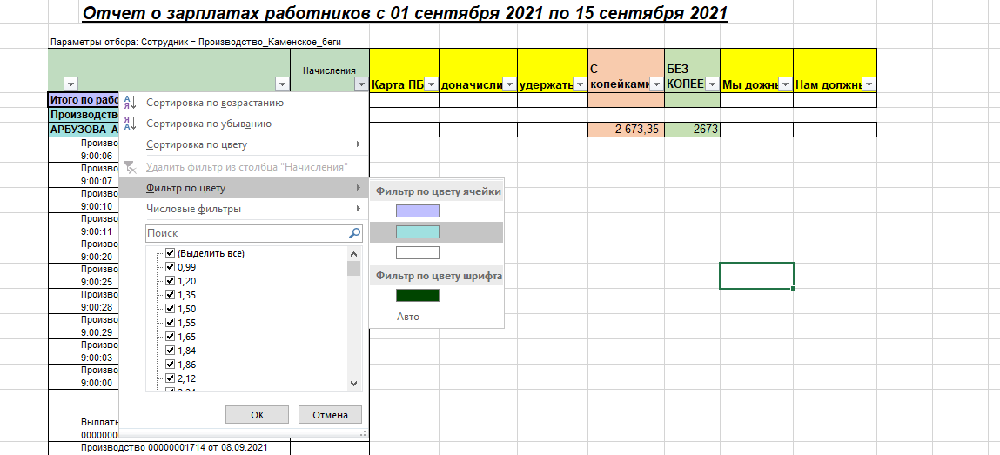 Отчет о зарплатах работников с 01 сентября 2021 по 15 сентября 2021
Параметры отбора: Сотрудник = Производство_Каменское_беги
Начисления
Карта ПБ
доначисли
удержать
С копейками
БЕЗ КОПЕЕ
Мы дожны
Нам должны
Итого по рабо
Производств
АРБУЗОВА А
2 673,35
2673
Произво
9:00:06
Произво
9:00:07
Произво
9:00:10
Произво
9:00:11
Произво
9:00:20
Произво
9:00:25
Произво
9:00:28
Произво
9:00:29
Произво
9:00:03
Произво
9:00:00
Выплать
0000000
Производство 00000001714 от 08.09.2021
Сортировка по возрастанию
Сортировка по убыванию
Сортировка по цвету
Удалить фильтр из столбца "Начисления"
Фильтр по цвету
Числовые фильтры
Поиск
(Выделить все)
0,99
1,20
1,35
1,50
1,55
1,65
1,84
1,86
2,12
ОК
Отмена
Фильтр по цвету ячейки
Фильтр по цвету шрифта
Авто